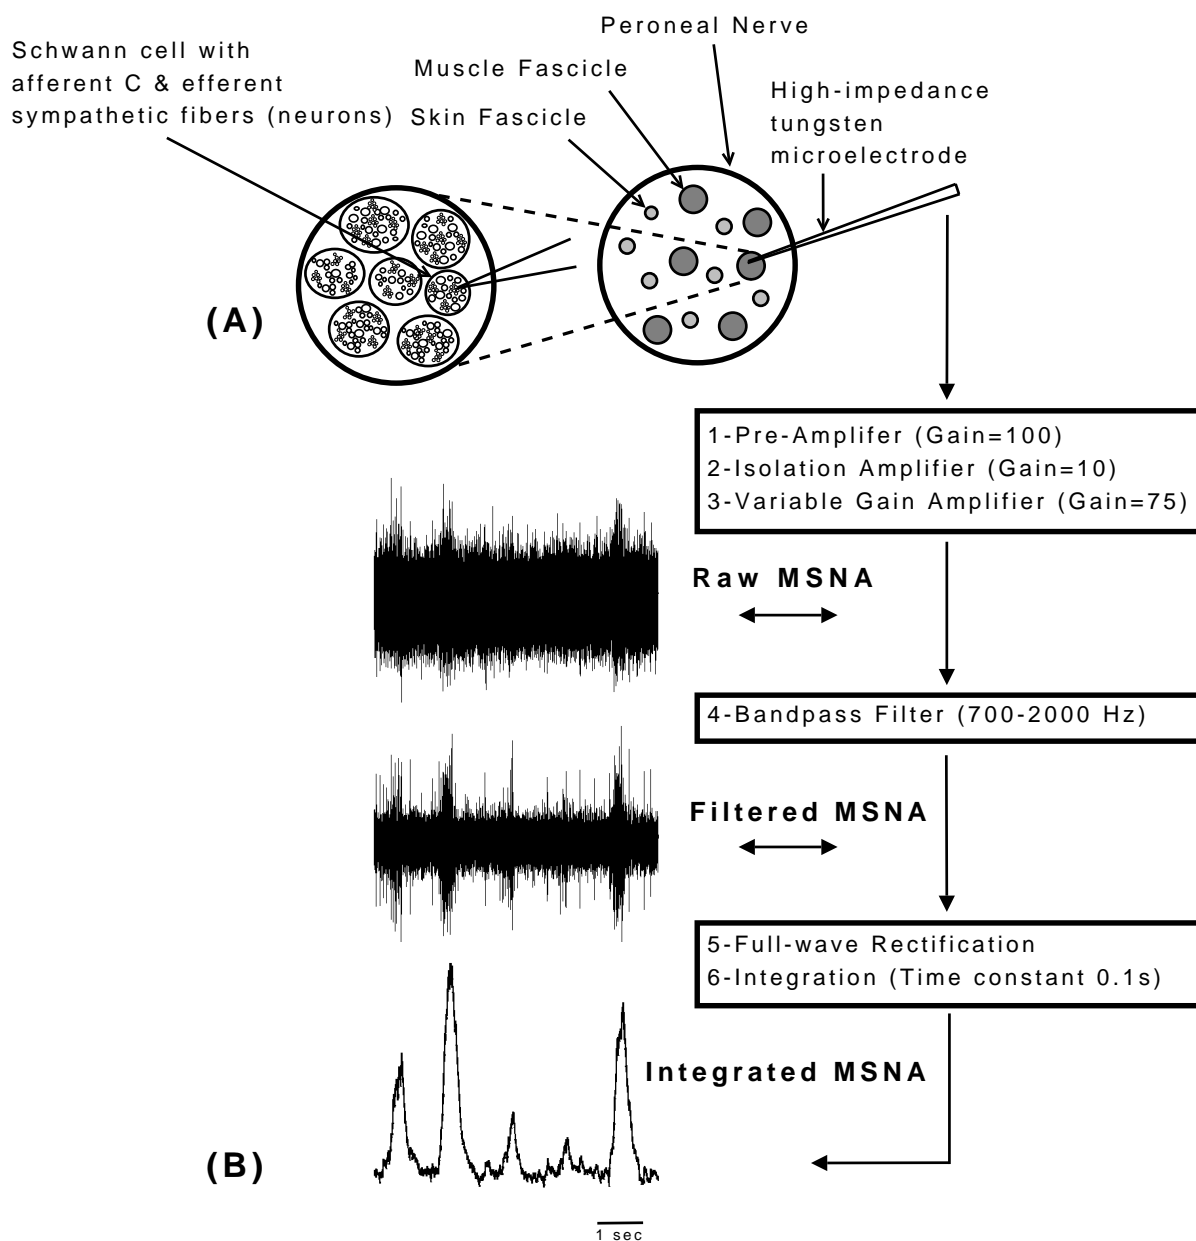 Peroneal Nerve
Schwann cell with
afferent C & efferent
sympathetic fibers (neurons)
Muscle Fascicle
Skin Fascicle
High-impedance
tungsten
microelectrode
(A)
1-Pre-Amplifer (Gain=100)
2-Isolation Amplifier (Gain=10)
3-Variable Gain Amplifier (Gain=75)
Raw MSNA
4-Bandpass Filter (700-2000 Hz)
Filtered MSNA
5-Full-wave Rectification
6-Integration (Time constant 0.1s)
Integrated MSNA
(B)
1 sec